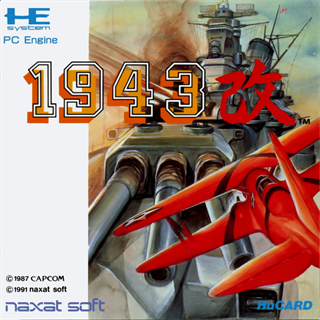 HE
system
PC Engine
1943改
TM
©1987 CAPCOM
©1991 naxat soft
naxat soft
HuCARD